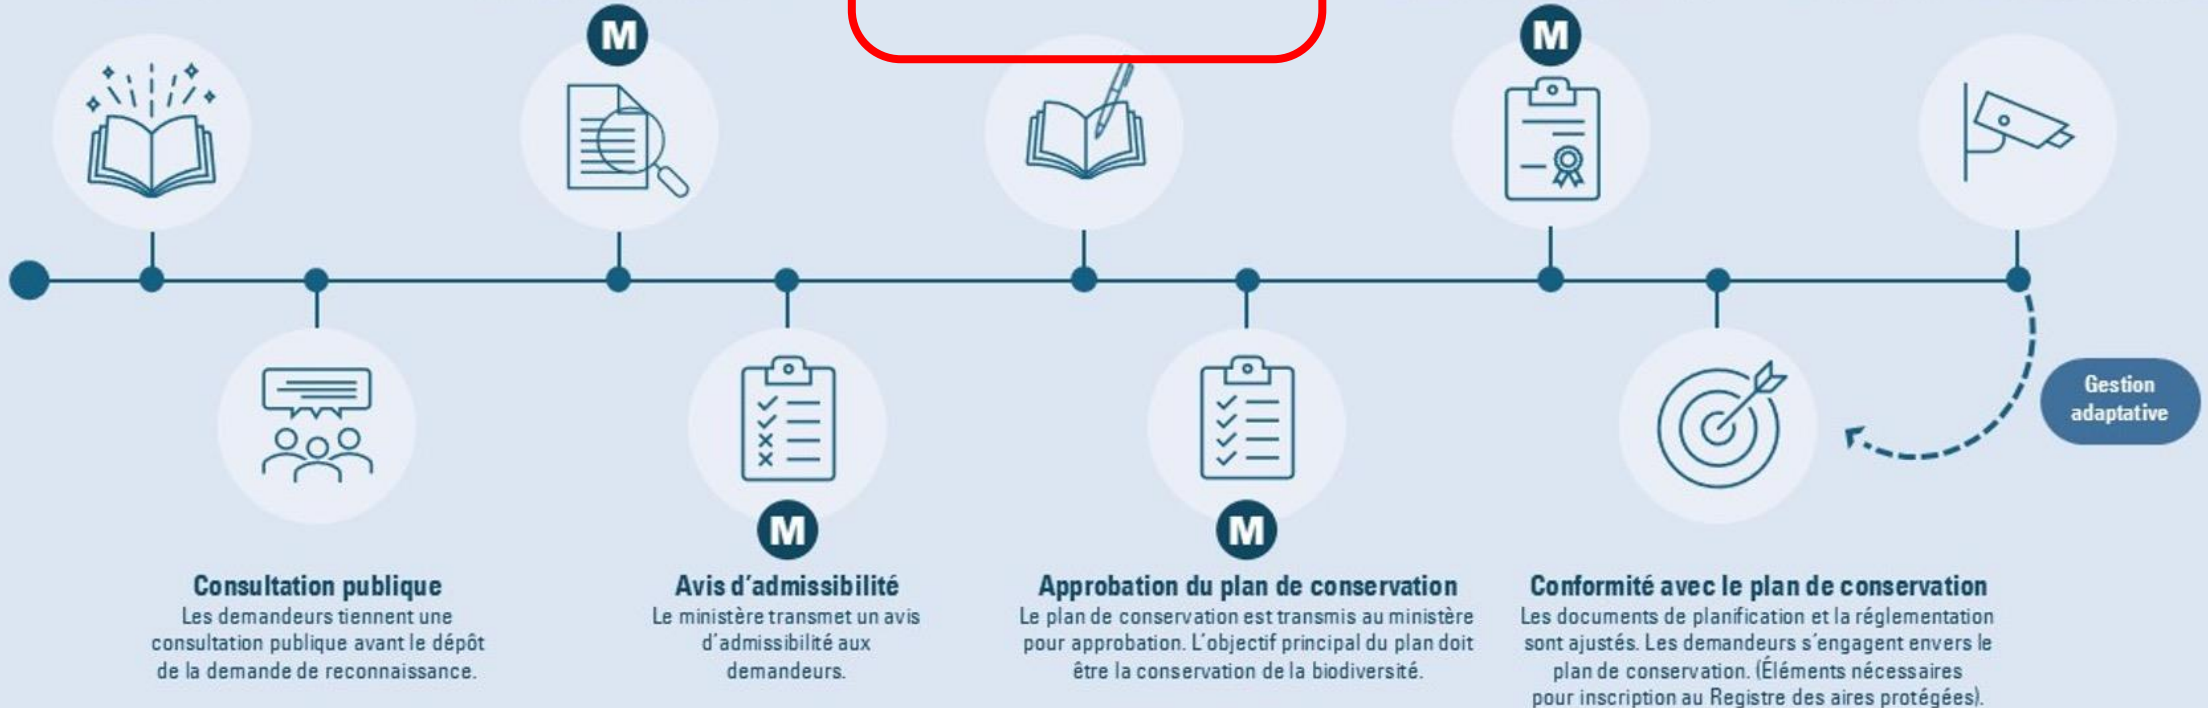 M
M
Gestion
adaptative
M
M
Consultation publique
Les demandeurs tiennent une
consultation publique avant le dépôt
de la demande de reconnaissance.
Avis d'admissibilité
Le ministère transmet un avis
d'admissibilité aux
demandeurs.
Approbation du plan de conservation
Le plan de conservation est transmis au ministère
pour approbation. L'objectif principal du plan doit
être la conservation de la biodiversité.
Conformité avec le plan de conservation
Les documents de planification et la réglementation
sont ajustés. Les demandeurs s'engagent envers le
plan de conservation. (Éléments nécessaires
pour inscription au Registre des aires protégées).